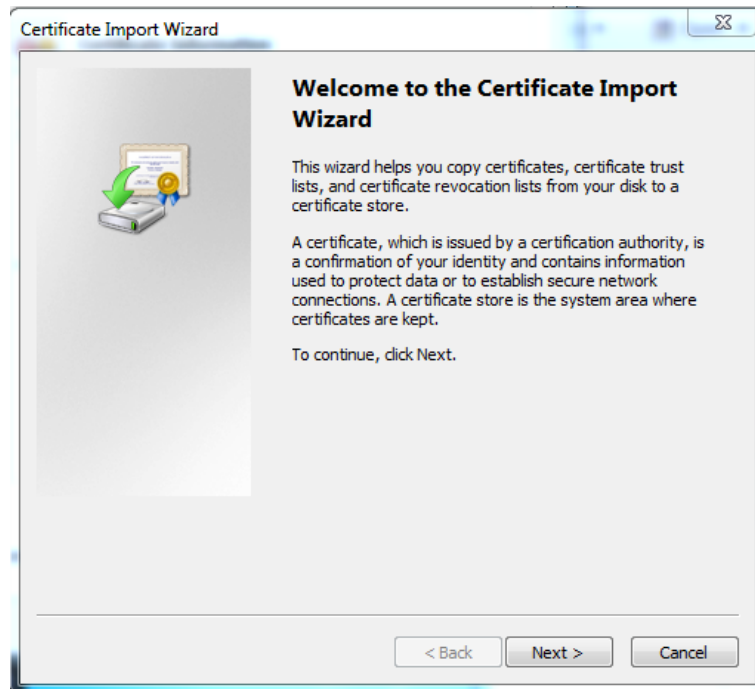 Certificate Import Wizard
Welcome to the Certificate Import
Wizard
This wizard helps you copy certificates, certificate trust
lists, and certificate revocation lists from your disk to a
certificate store.
A certificate, which is issued by a certification authority, is
a confirmation of your identity and contains information
used to protect data or to establish secure network
connections. A certificate store is the system area where
certificates are kept.
To continue, click Next.
< Back
Next >
Cancel